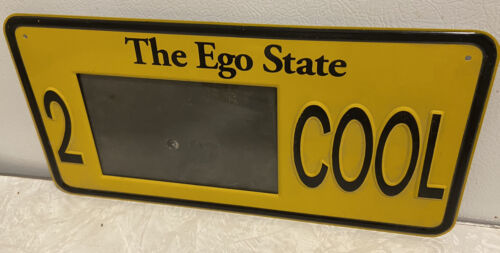 The Ego State
2 COOL